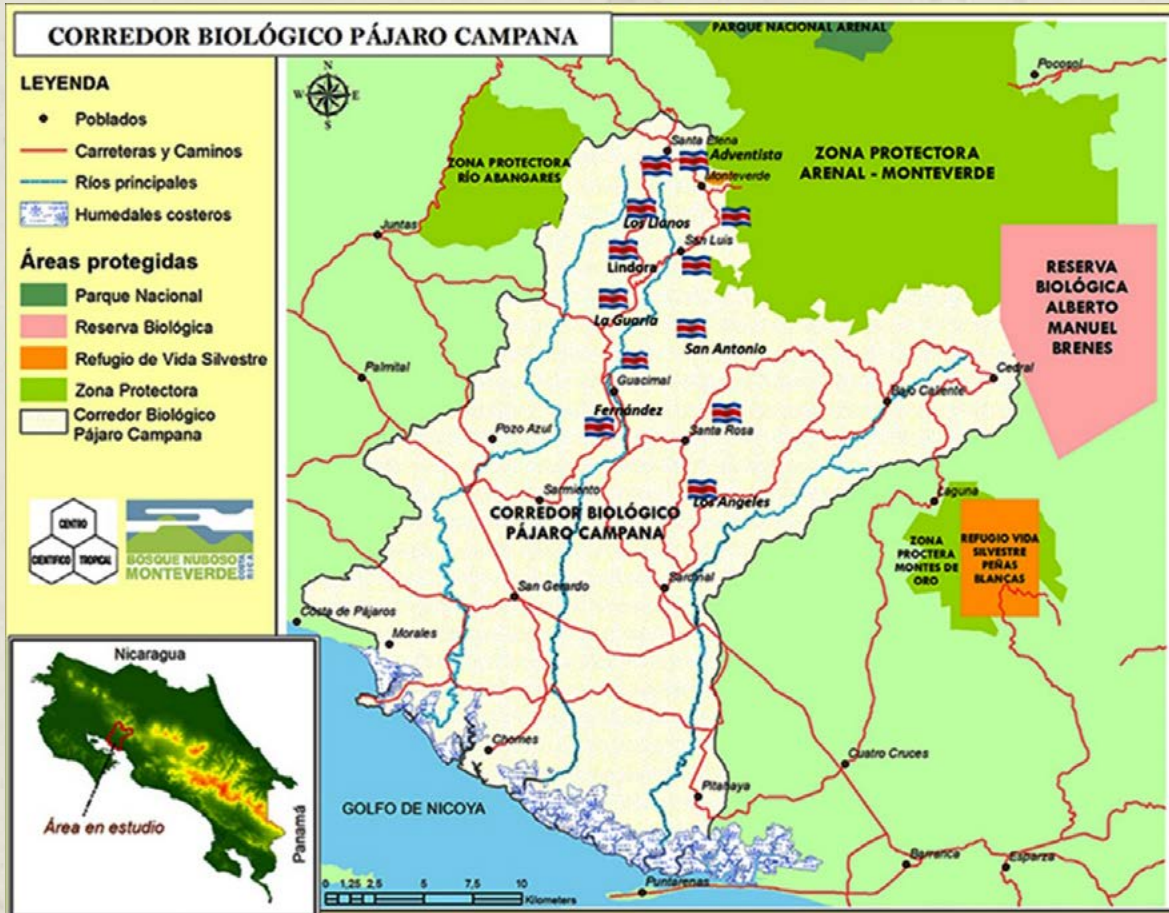 CORREDOR BIOLÓGICO PÁJARO CAMPANA
LEYENDA
Poblados
Carreteras y Caminos
Ríos principales
Humedales costeros
Áreas protegidas
Parque Nacional
Reserva Biológica
Refugio de Vida Silvestre
Zona Protectora
Corredor Biológico
Pájaro Campana
CENTRO
CIENTIFICO
TROPICAL
BOSQUE NUBOSO
MONTEVERDE
COSTA
RICA
Nicaragua
Panamá
Área en estudio
PARQUE NACIONAL ARENAL
N
W
E
S
Pocosol
Santa Elena
Adventista
Monteverde
ZONA
PROTECTORA
RÍO ABANGARES
ZONA PROTECTORA
ARENAL - MONTEVERDE
Juntas
Los Llanos
San Luis
Lindora
RESERVA
BIOLÓGICA
ALBERTO
MANUEL
BRENES
La Guaria
San Antonio
Palmital
Guacimal
Cedral
Bajo Caliente
Fernández
Pozo Azul
Santa Rosa
Sarmiento
Los Angeles
Laguna
CORREDOR BIOLÓGICO
PÁJARO CAMPANA
ZONA
PROCTERA
MONTES DE
ORO
REFUGIO VIDA
SILVESTRE
PEÑAS
BLANCAS
San Gerardo
Sardinal
Costa de Pájaros
Morales
Chomes
Cuatro Cruces
Pitahaya
GOLFO DE NICOYA
Barranca
Esparza
Puntarenas
0 1,25 2,5 5 7,5 10
Kilometers